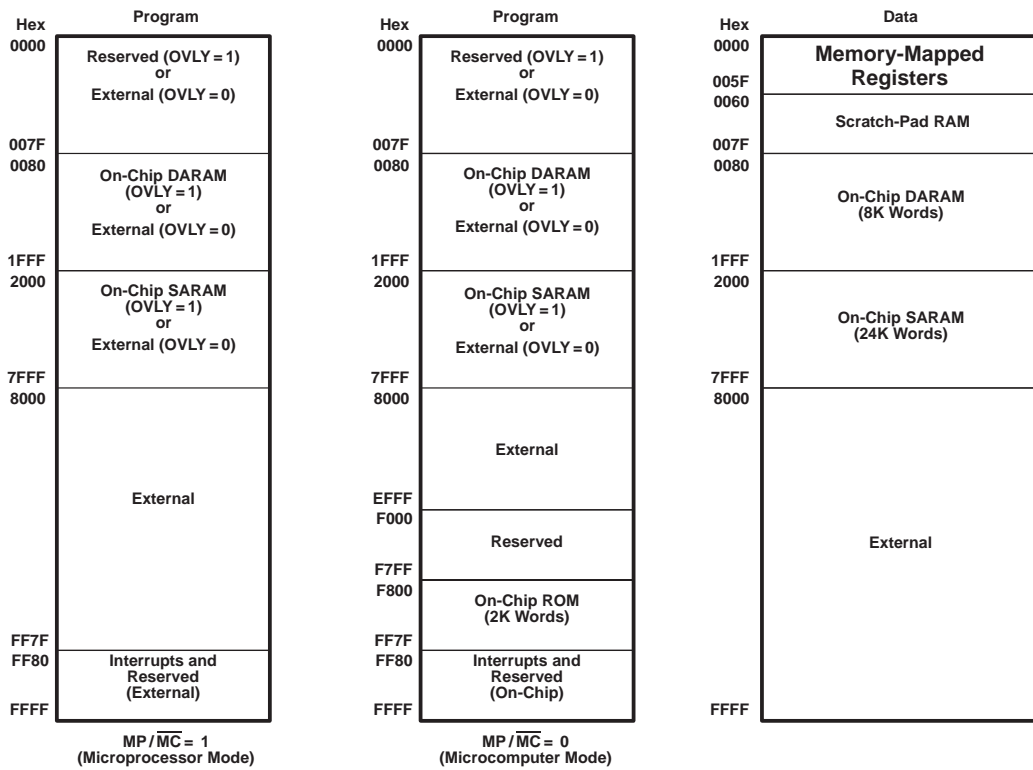 Hex
Program
0000
Reserved (OVLY = 1)
or
External (OVLY = 0)
007F
0080
On-Chip DARAM
(OVLY = 1)
or
External (OVLY = 0)
1FFF
2000
On-Chip SARAM
(OVLY = 1)
or
External (OVLY = 0)
7FFF
8000
External
FF7F
FF80
Interrupts and
Reserved
(External)
FFFF
MP/MC = 1
(Microprocessor Mode)
Hex
Program
0000
Reserved (OVLY = 1)
or
External (OVLY = 0)
007F
0080
On-Chip DARAM
(OVLY = 1)
or
External (OVLY = 0)
1FFF
2000
On-Chip SARAM
(OVLY = 1)
or
External (OVLY = 0)
7FFF
8000
External
EFFF
F000
Reserved
F7FF
F800
On-Chip ROM
(2K Words)
FF7F
FF80
Interrupts and
Reserved
(On-Chip)
FFFF
MP/MC = 0
(Microcomputer Mode)
Hex
Data
0000
Memory-Mapped
Registers
005F
0060
Scratch-Pad RAM
007F
0080
On-Chip DARAM
(8K Words)
1FFF
2000
On-Chip SARAM
(24K Words)
7FFF
8000
External
FFFF